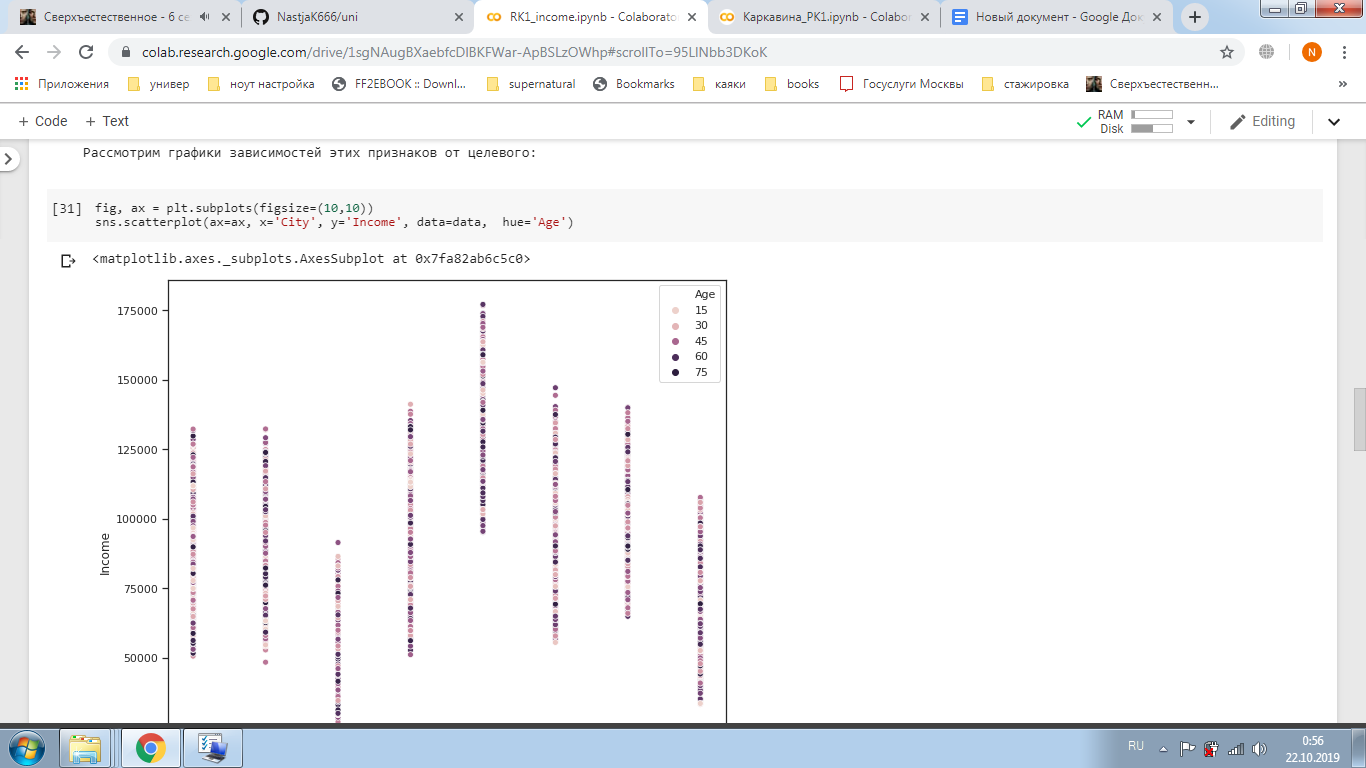 Сверхъестественное - 6 се
NastjaK666/uni
RK1_income.ipynb - Colaborato
Каркавина_РК1.ipynb - Colabor
Новый документ - Google Док
colab.research.google.com/drive/1sgNAugBXaebfcDlBKFWar-ApBSLzOWhp#scrollTo=95LlNbb3DKoK
N
Приложения
универ
ноут настройка
FF2EBOOK :: Downl...
supernatural
Bookmarks
каяки
books
Госуслуги Москвы
стажировка
Сверхъестественн...
»
+ Code
+ Text
RAM
Disk
Editing
Рассмотрим графики зависимостей этих признаков от целевого:
[31] fig, ax = plt.subplots(figsize=(10,10))
sns.scatterplot(ax=ax, x='City', y='Income', data=data,  hue='Age')
<matplotlib.axes._subplots.AxesSubplot at 0x7fa82ab6c5c0>
Age
15
30
45
60
75
175000
150000
125000
100000
75000
50000
Income
RU
0:56
22.10.2019